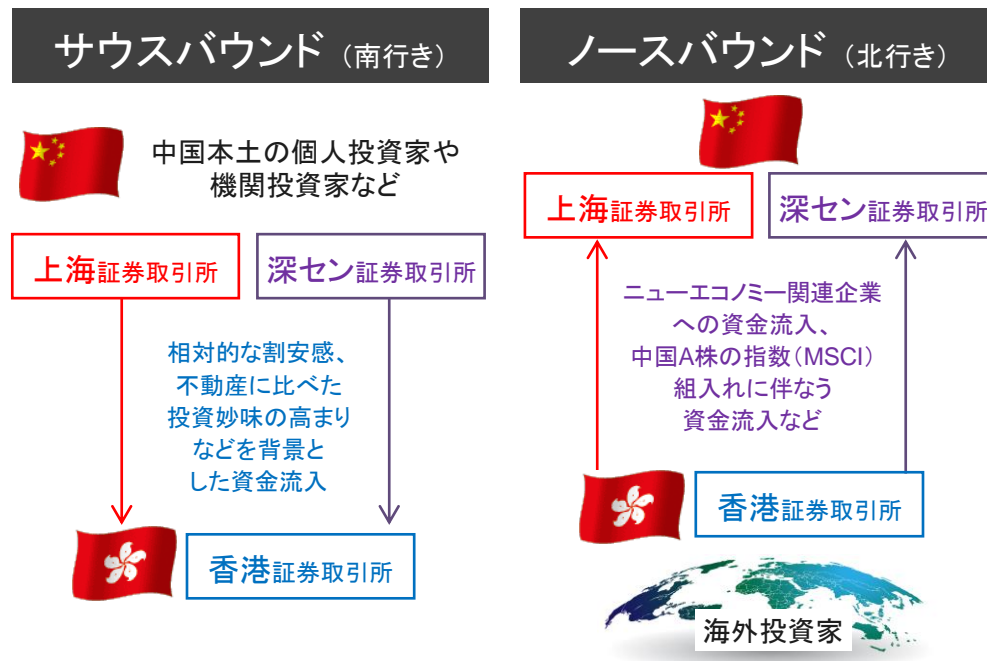 サウスバウンド（南行き）
中国本土の個人投資家や
機関投資家など
上海証券取引所
深セン証券取引所
相対的な割安感、
不動産に比べた
投資妙味の高まり
などを背景と
した資金流入
香港証券取引所
ノースバウンド（北行き）
上海証券取引所
深セン証券取引所
ニューエコノミー関連企業
への資金流入、
中国A株の指数（MSCI）
組入れに伴なう
資金流入など
香港証券取引所
海外投資家